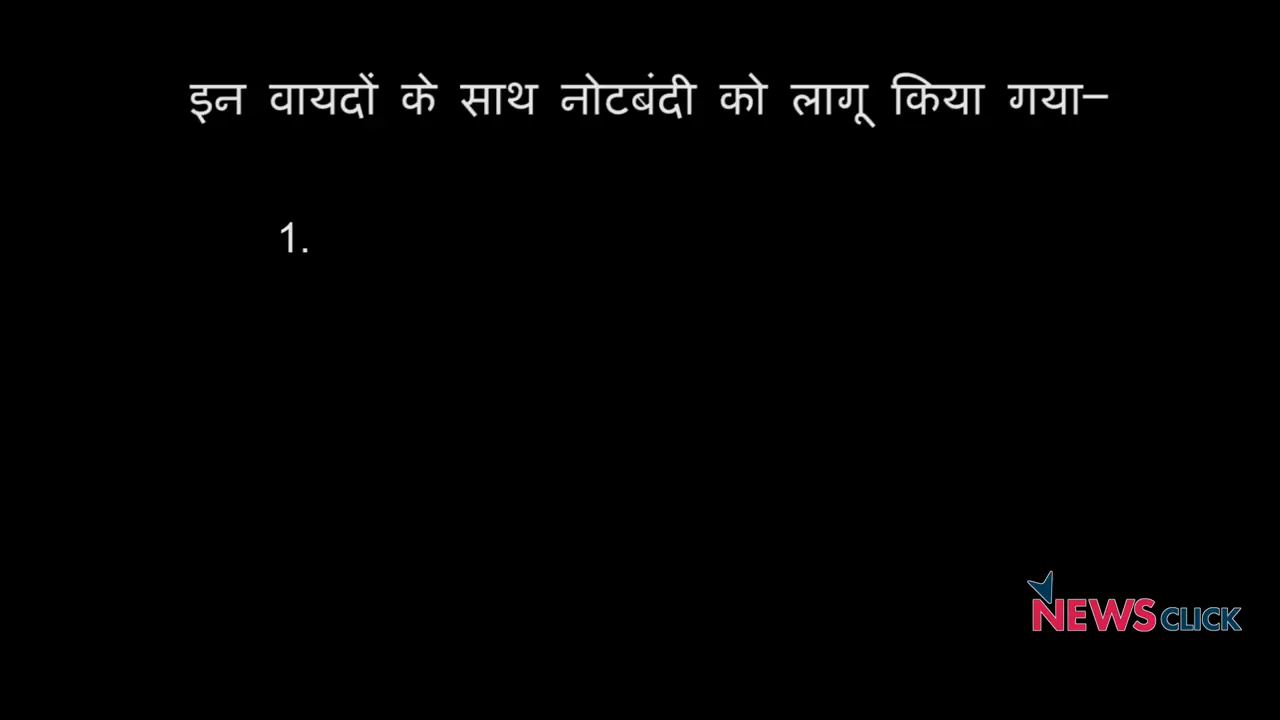 इन वायदों के साथ नोटबंदी को लागू किया गया–
1.
NEWSCLICK